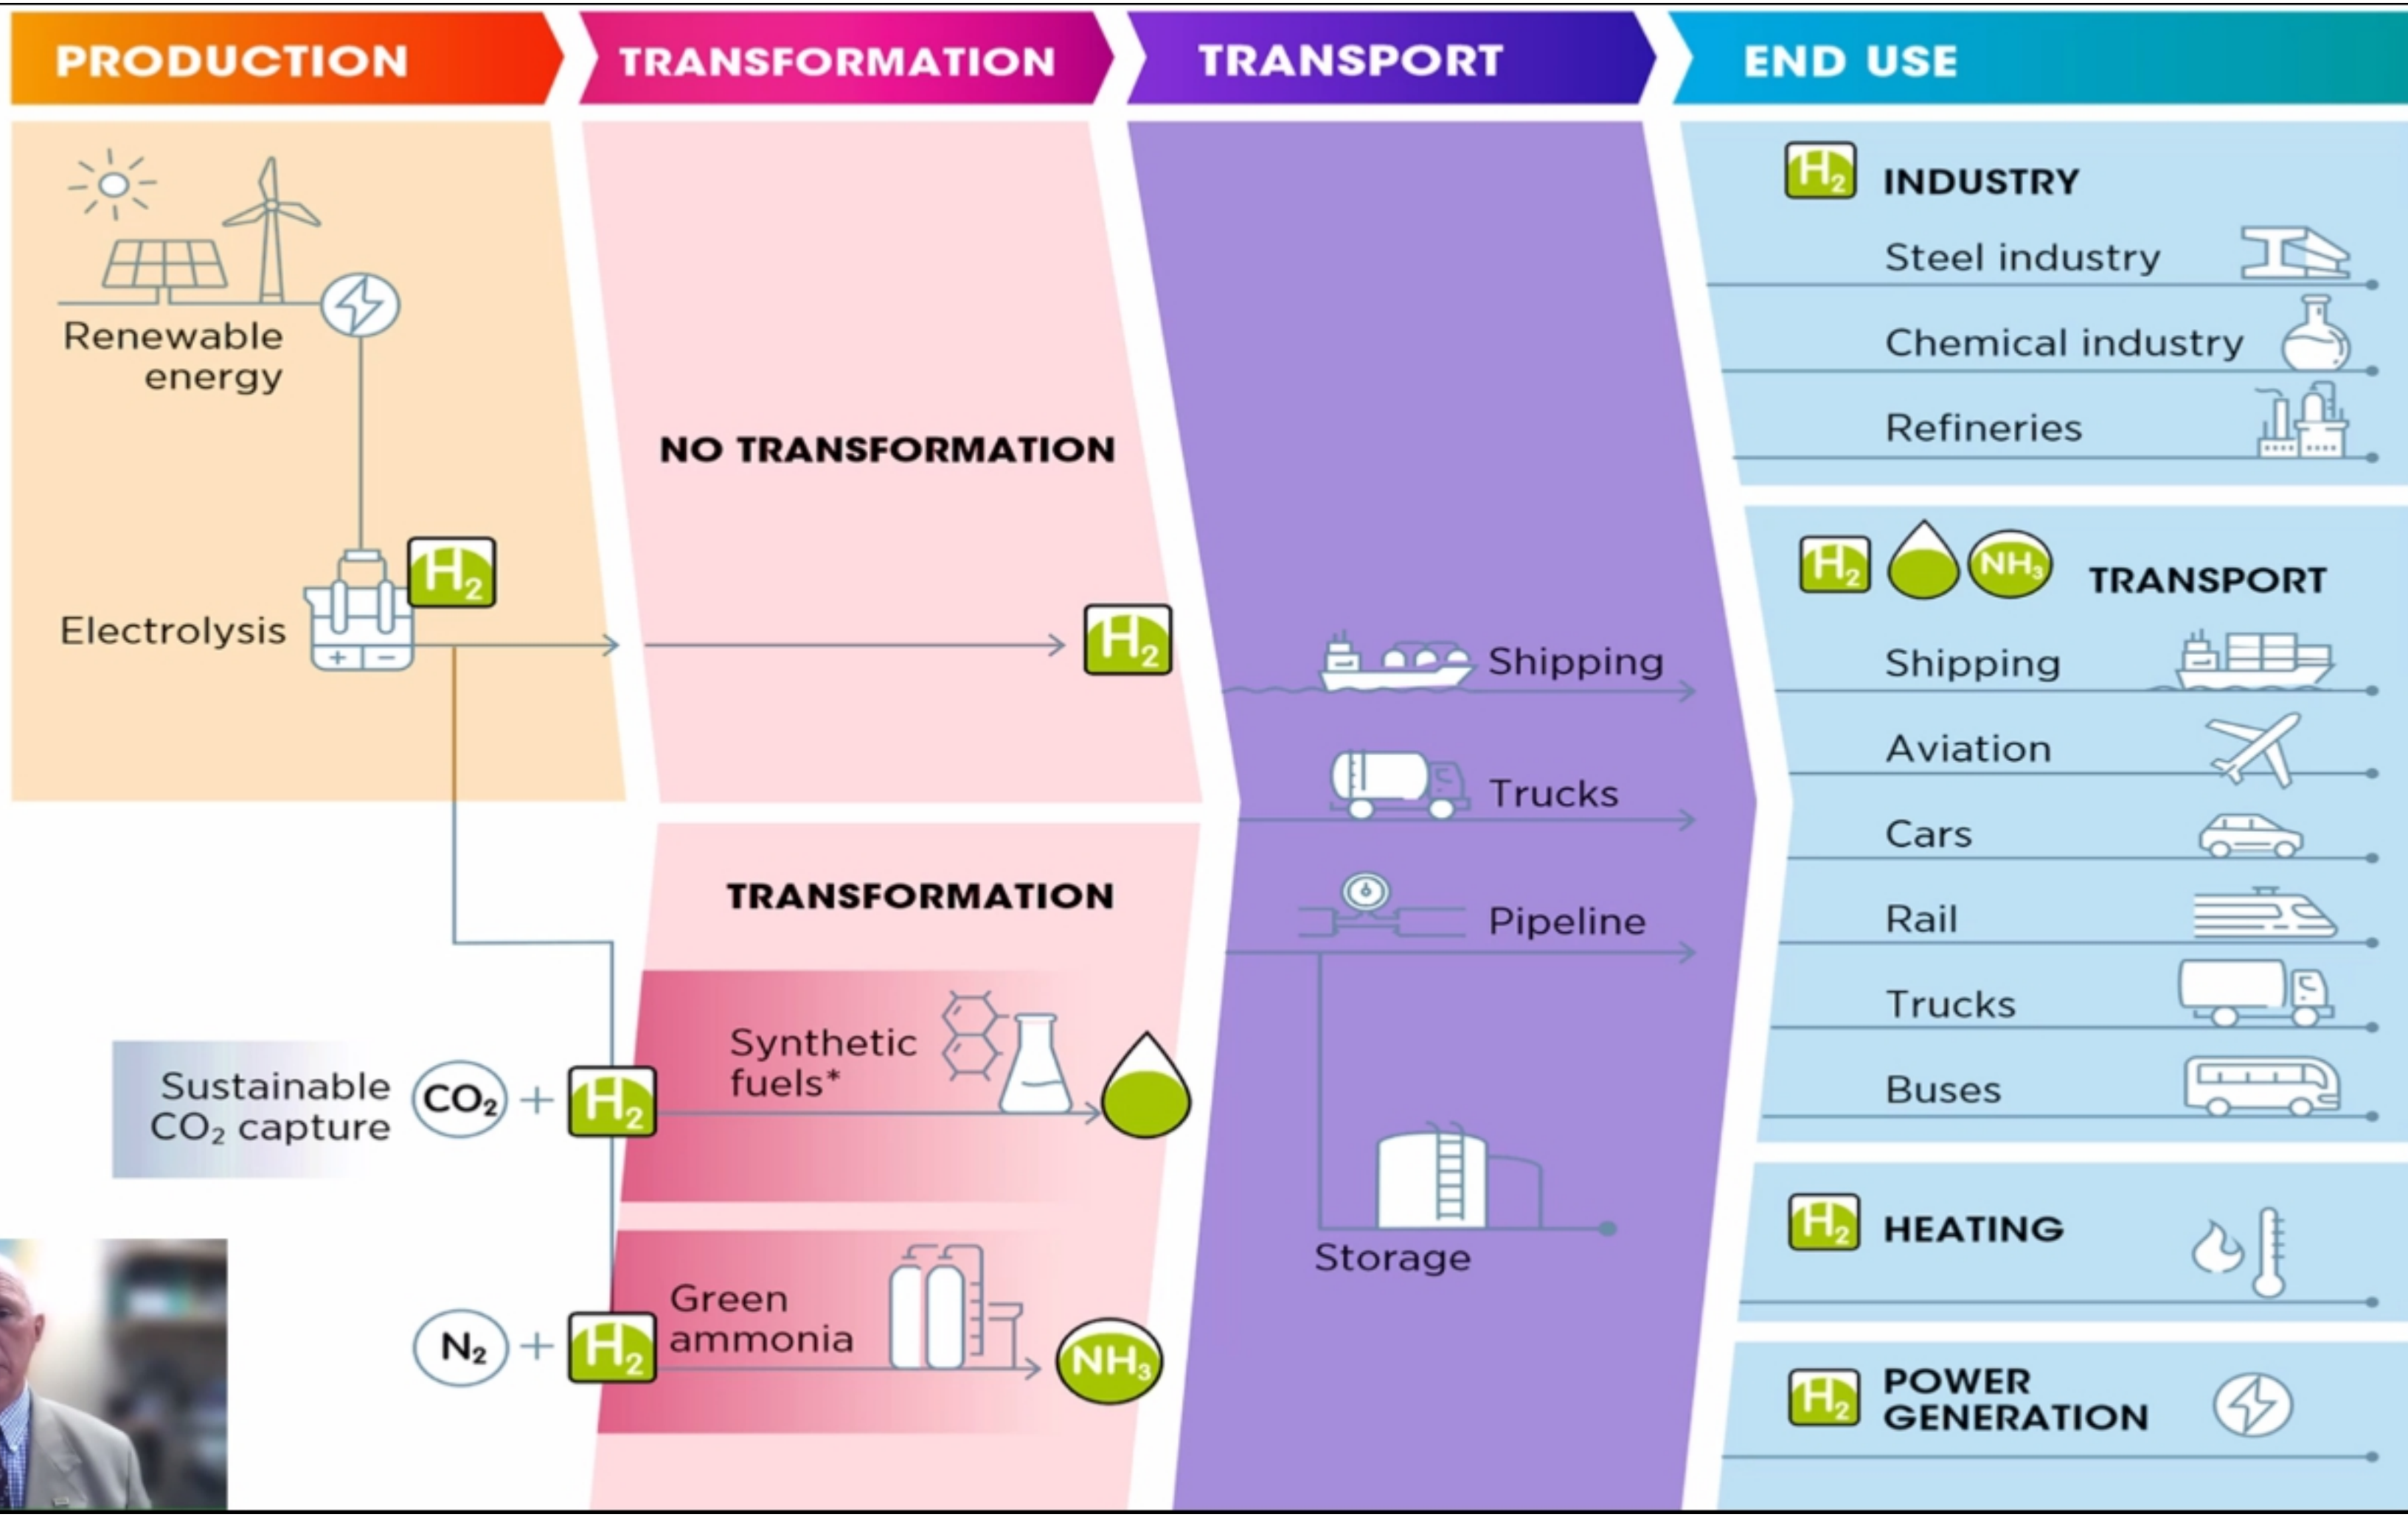 PRODUCTION
TRANSFORMATION
TRANSPORT
END USE
Renewable
energy
H2
Electrolysis
+ −
NO TRANSFORMATION
H2
TRANSFORMATION
Sustainable
CO₂ capture
CO₂
+
H2
Synthetic
fuels*
N₂
+
H2
Green
ammonia
NH₃
Shipping
Trucks
Pipeline
Storage
H2
INDUSTRY
Steel industry
Chemical industry
Refineries
H2
NH₃
TRANSPORT
Shipping
Aviation
Cars
Rail
Trucks
Buses
H2
HEATING
H2
POWER
GENERATION